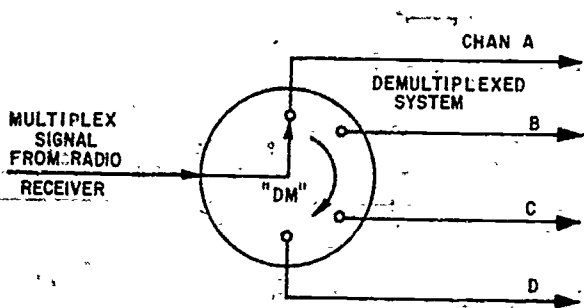 CHAN A
DEMULTIPLEXED
SYSTEM
MULTIPLEX
SIGNAL
FROM RADIO
RECEIVER
B
"DM"
C
D